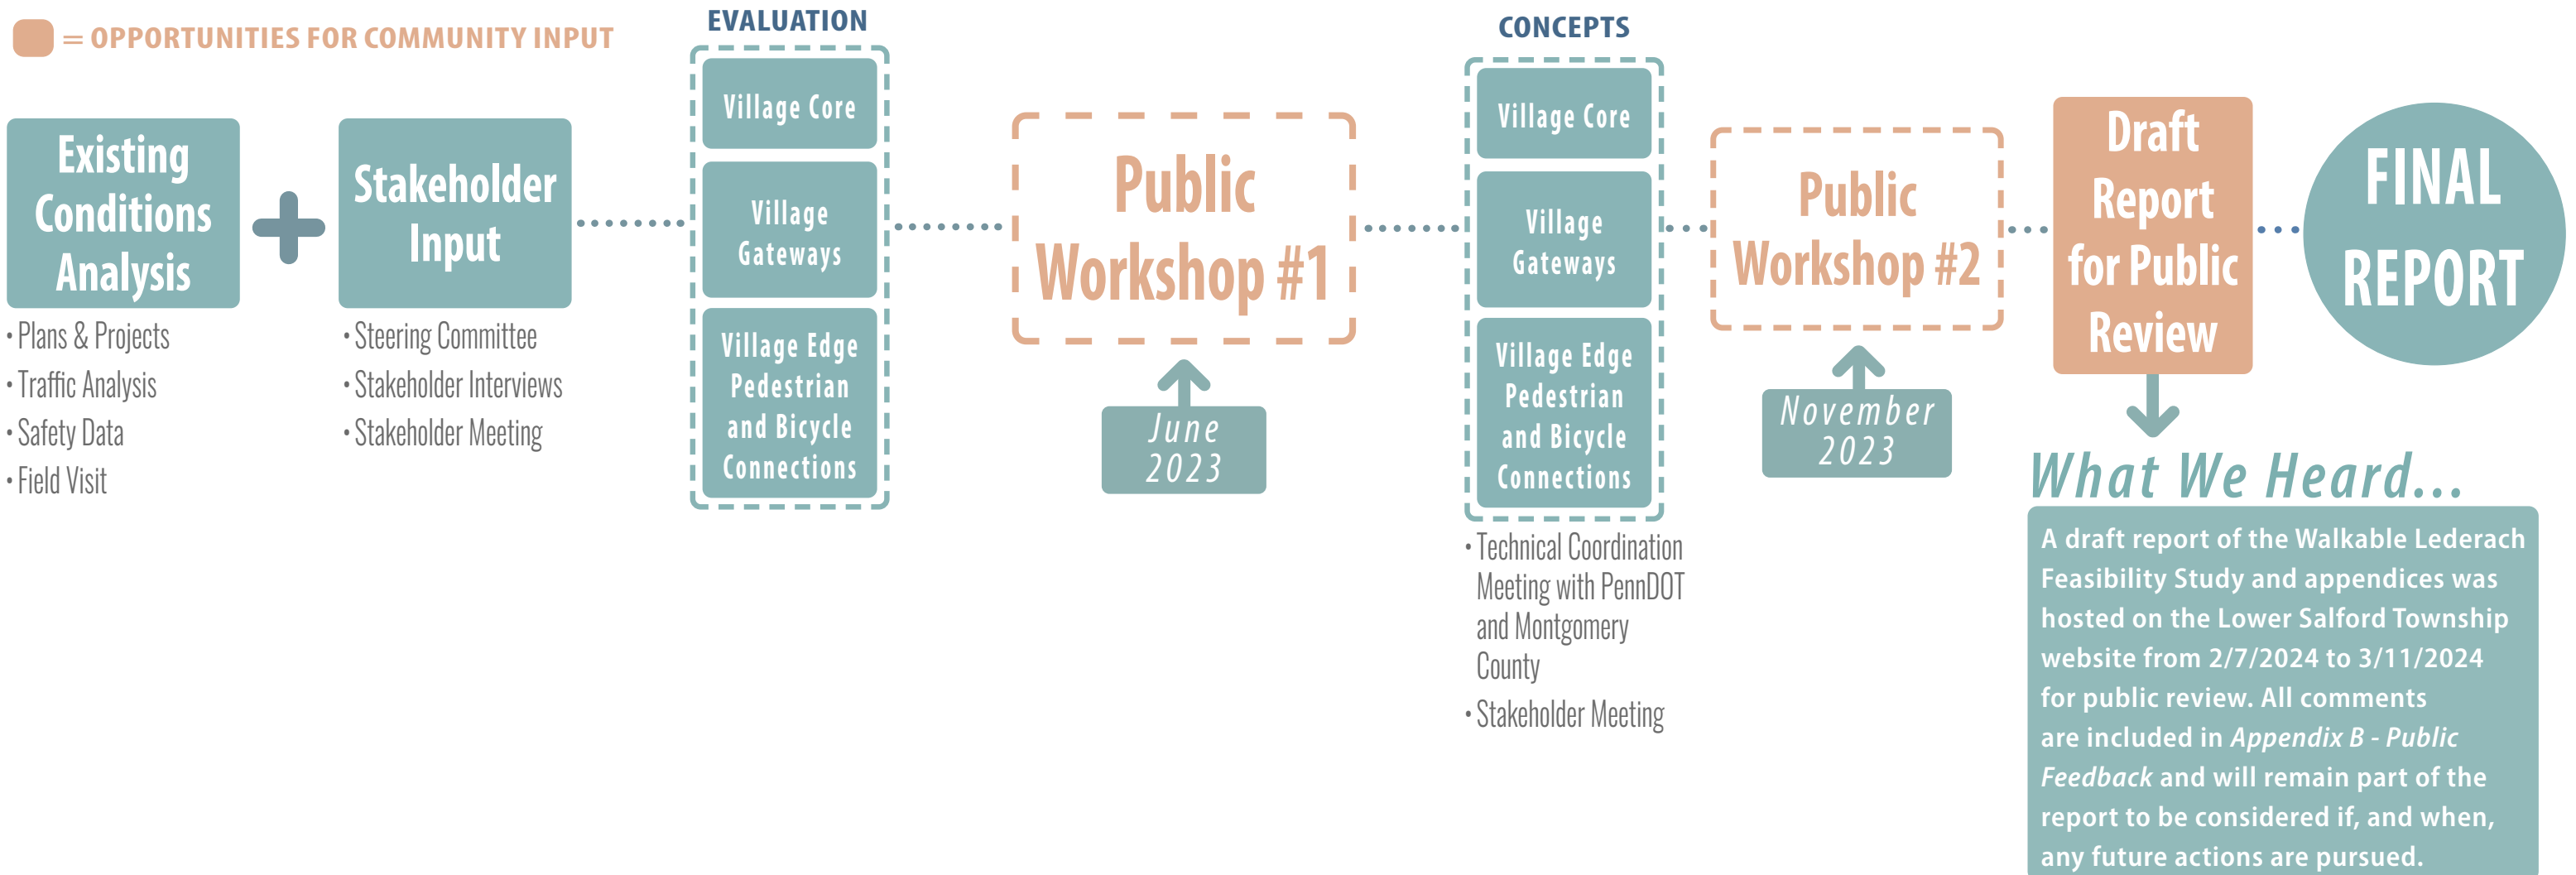 = OPPORTUNITIES FOR COMMUNITY INPUT
Existing
Conditions
Analysis
• Plans & Projects
• Traffic Analysis
• Safety Data
• Field Visit
Stakeholder
Input
• Steering Committee
• Stakeholder Interviews
• Stakeholder Meeting
EVALUATION
Village Core
Village
Gateways
Village Edge
Pedestrian
and Bicycle
Connections
Public
Workshop #1
June
2023
CONCEPTS
Village Core
Village
Gateways
Village Edge
Pedestrian
and Bicycle
Connections
• Technical Coordination
Meeting with PennDOT
and Montgomery
County
• Stakeholder Meeting
Public
Workshop #2
November
2023
Draft
Report
for Public
Review
What We Heard...
A draft report of the Walkable Lederach
Feasibility Study and appendices was
hosted on the Lower Salford Township
website from 2/7/2024 to 3/11/2024
for public review. All comments
are included in Appendix B - Public
Feedback and will remain part of the
report to be considered if, and when,
any future actions are pursued.
FINAL
REPORT